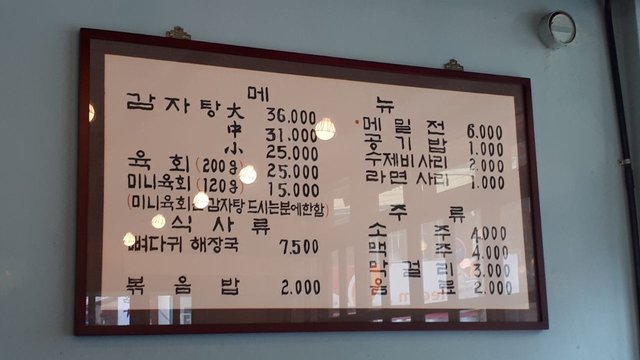 메 뉴
감자탕 大 36.000
中 31.000
小 25.000
육 회 (200g) 25.000
미니육회 (120g) 15.000
(미니육회는 감자탕 드시는분에한함)
식 사 류
뼈다귀 해장국 7.500
볶 음 밥 2.000
메 밀 전 6.000
공 기 밥 1.000
수제비사리 2.000
라면 사리 1.000
주 류
소 주 4.000
맥 주 4.000
막 걸 리 3.000
음 료 2.000